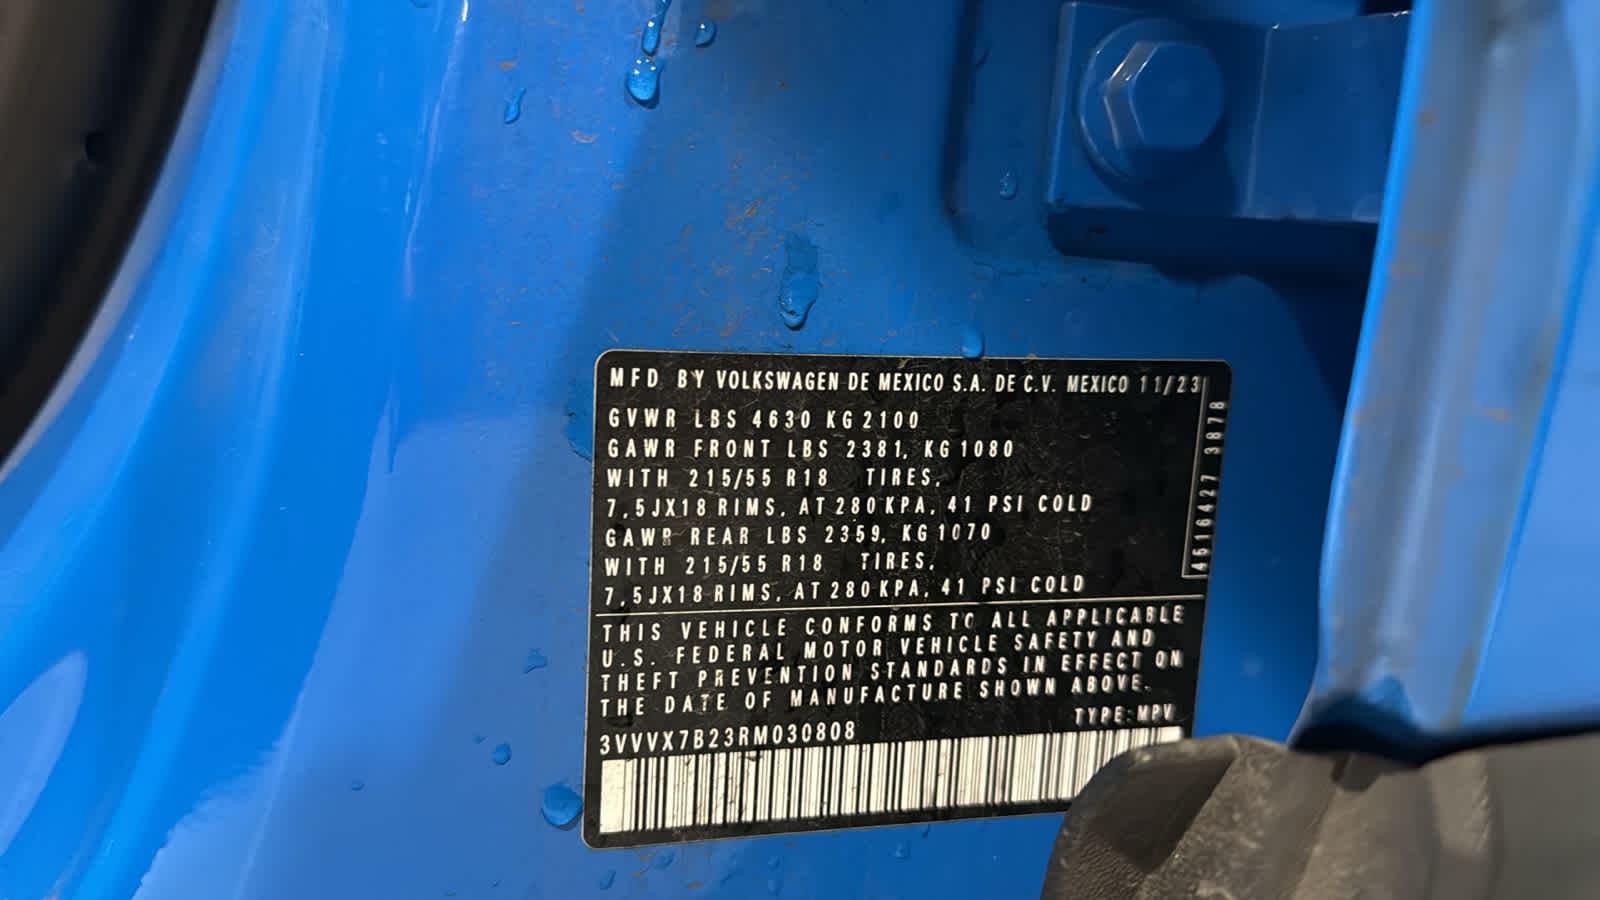 MFD BY VOLKSWAGEN DE MEXICO S.A. DE C.V. MEXICO 11/23
GVWR LBS 4630 KG 2100
GAWR FRONT LBS 2381, KG 1080
WITH 215/55 R18 TIRES,
7,5JX18 RIMS, AT 280 KPA, 41 PSI COLD
GAWR REAR LBS 2359, KG 1070
WITH 215/55 R18 TIRES,
7,5JX18 RIMS, AT 280 KPA, 41 PSI COLD
4616427 3878
THIS VEHICLE CONFORMS TO ALL APPLICABLE
U.S. FEDERAL MOTOR VEHICLE SAFETY AND
THEFT PREVENTION STANDARDS IN EFFECT ON
THE DATE OF MANUFACTURE SHOWN ABOVE.
TYPE: MPV
3VVVX7B23RM030808